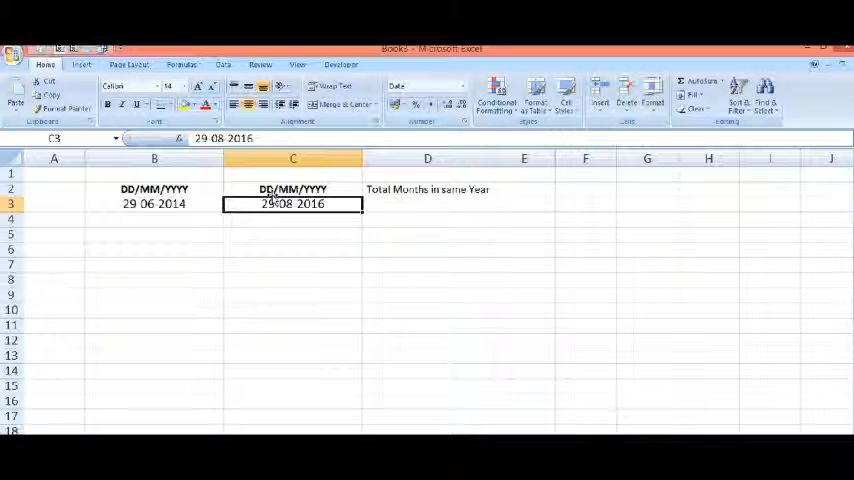 Books - Microsoft Excel
Home Insert Page Layout Formulas Data Review View Developer
Cut Calibri 14 Wrap Text Date AutoSum
Copy Fill
Paste Format Painter B I U Merge & Center % , Conditional Formatting Format as Table Cell Styles Insert Delete Format Clear Sort & Filter Find & Select
Clipboard Font Alignment Number Styles Cells Editing
C3 fx 29-08-2016
A B C D E F G H I J
1
2 DD/MM/YYYY DD/MM/YYYY Total Months in same Year
3 29-06-2014 29-08-2016
4
5
6
7
8
9
10
11
12
13
14
15
16
17
18